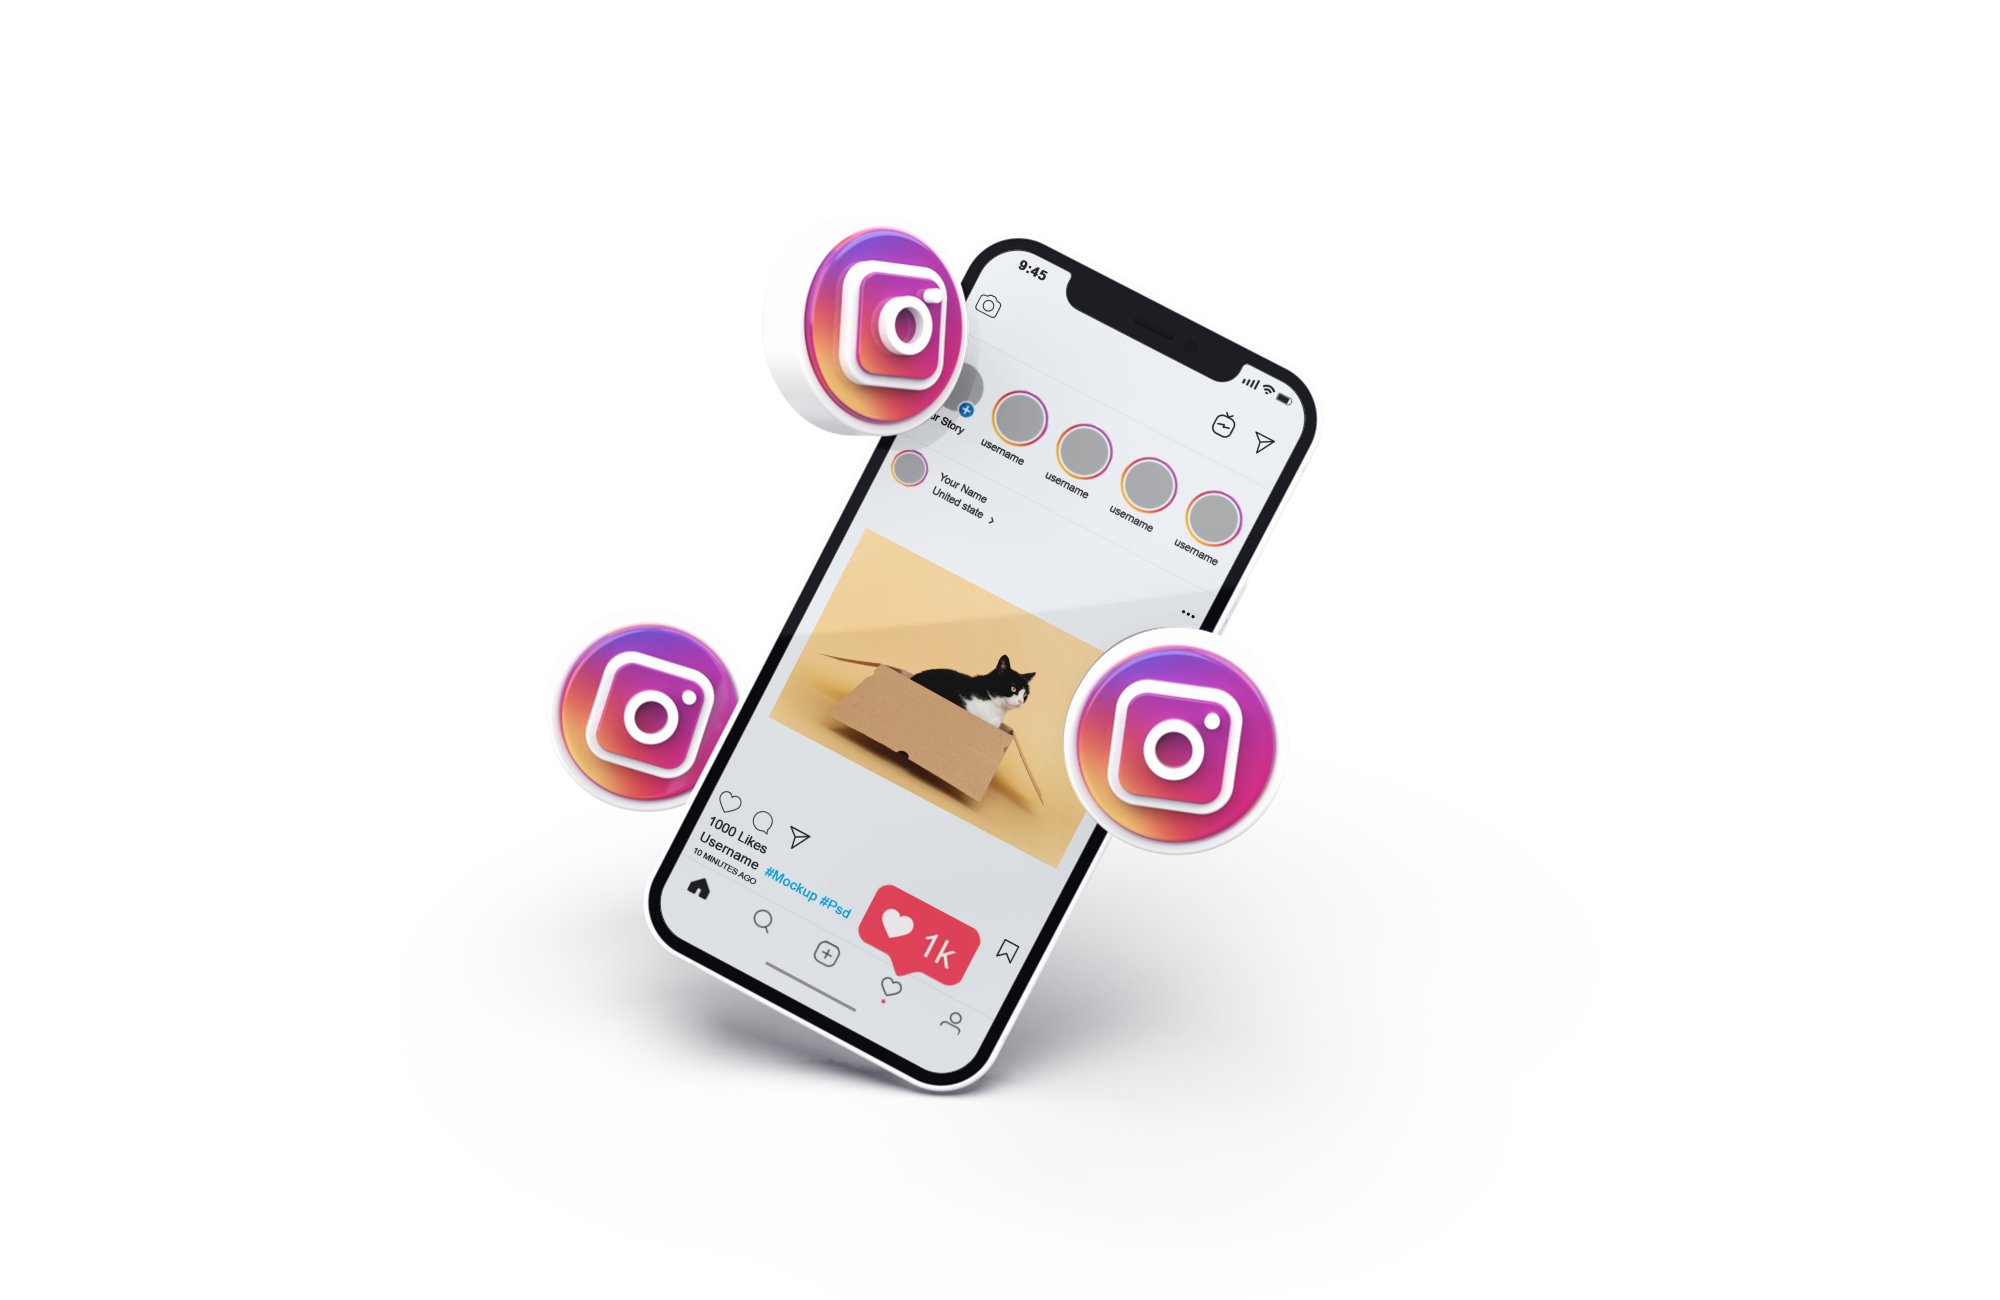 9:45
ur Story
username
username
username
username
Your Name
United state
1000 Likes
Username #Mockup #Psd
10 MINUTES AGO
1k